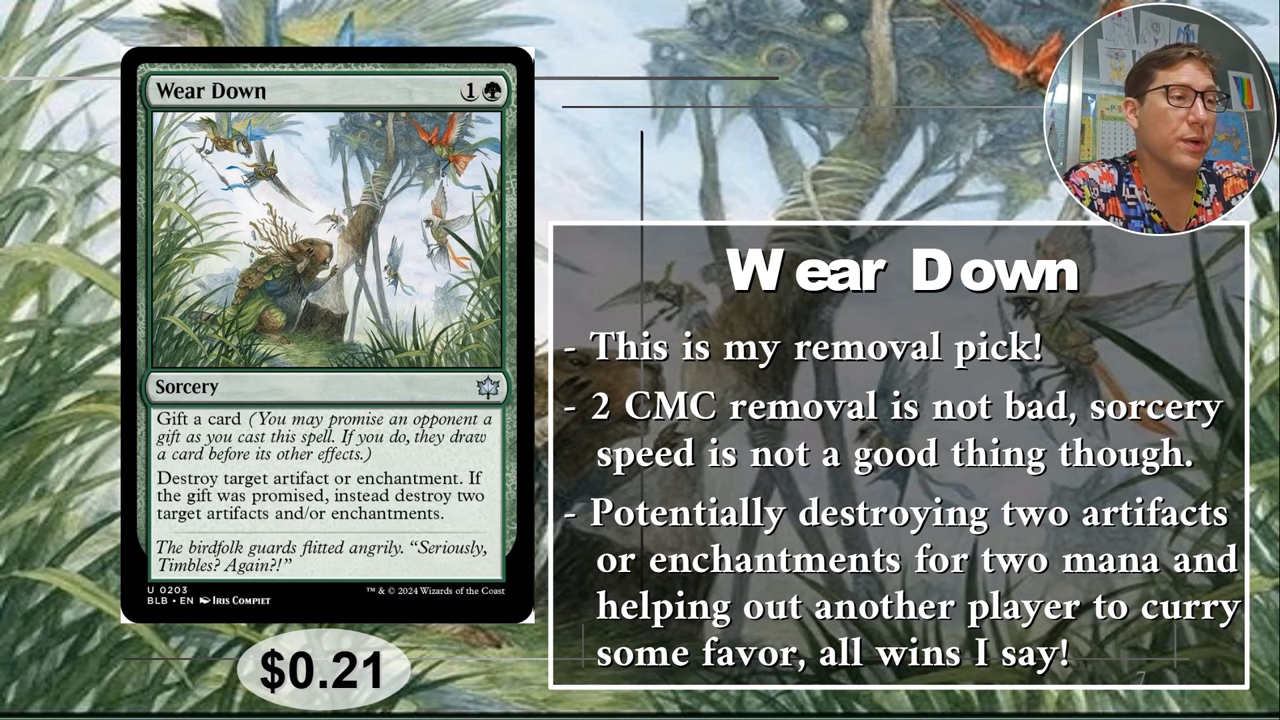 Wear Down 1
Sorcery
Gift a card (You may promise an opponent a
gift as you cast this spell. If you do, they draw
a card before its other effects.)
Destroy target artifact or enchantment. If
the gift was promised, instead destroy two
target artifacts and/or enchantments.
The birdfolk guards flitted angrily. “Seriously,
Timbles? Again?!”
U 0203
BLB • EN Iris Compiet
™ & © 2024 Wizards of the Coast
$0.21
Wear Down
- This is my removal pick!
- 2 CMC removal is not bad, sorcery
speed is not a good thing though.
- Potentially destroying two artifacts
or enchantments for two mana and
helping out another player to curry
some favor, all wins I say!
7